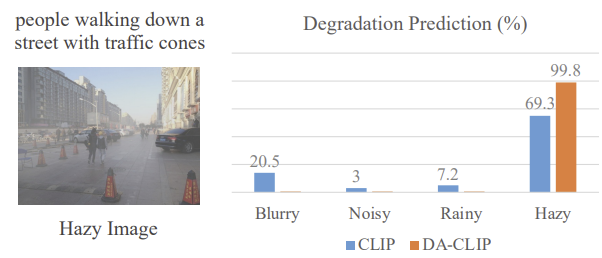 people walking down a
street with traffic cones
Hazy Image
Degradation Prediction (%)
20.5
3
7.2
69.3
99.8
Blurry Noisy Rainy Hazy
CLIP DA-CLIP